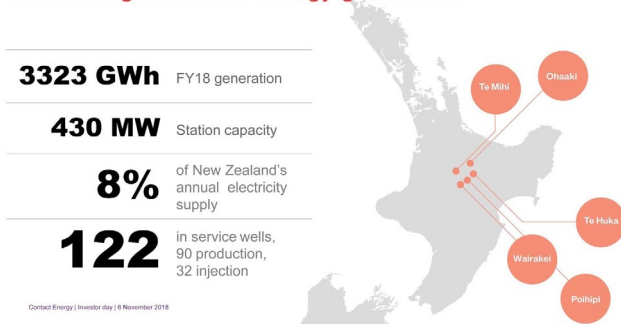 3323 GWh FY18 generation
430 MW Station capacity
8% of New Zealand's
annual electricity
supply
122 in service wells,
90 production,
32 injection
Contact Energy | Investor day | 6 November 2018
Ohaaki
Te Mihi
Te Huka
Wairakei
Poihipi